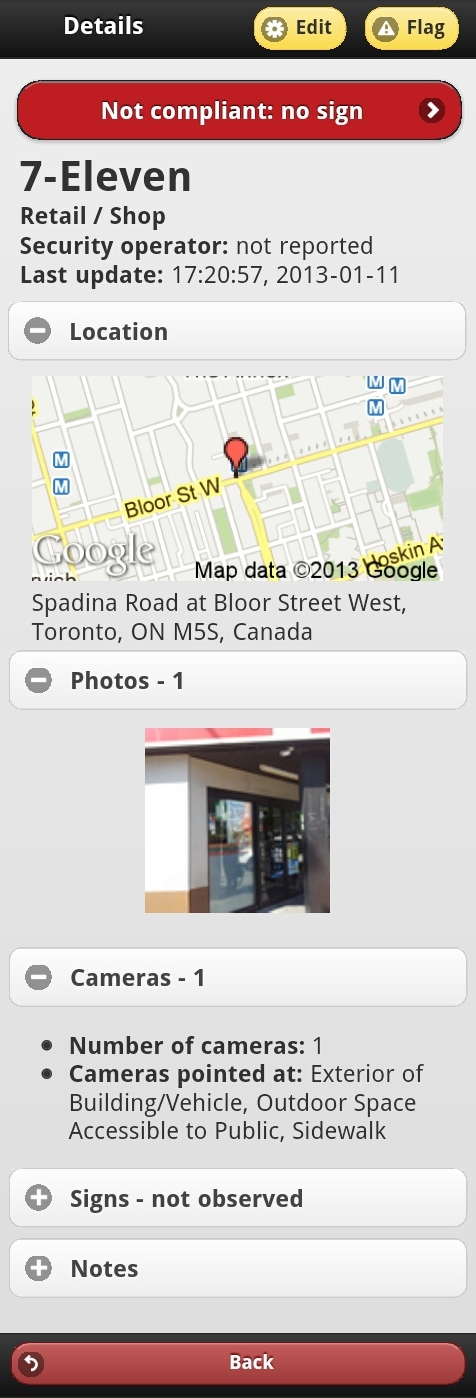 Details
Edit
Flag
Not compliant: no sign
7-Eleven
Retail / Shop
Security operator: not reported
Last update: 17:20:57, 2013-01-11
Location
M M
M
M
M
Bloor St W
Google
Hoskin A
Map data ©2013 Google
Spadina Road at Bloor Street West,
Toronto, ON M5S, Canada
Photos - 1
Cameras - 1
Number of cameras: 1
Cameras pointed at: Exterior of
Building/Vehicle, Outdoor Space
Accessible to Public, Sidewalk
Signs - not observed
Notes
Back